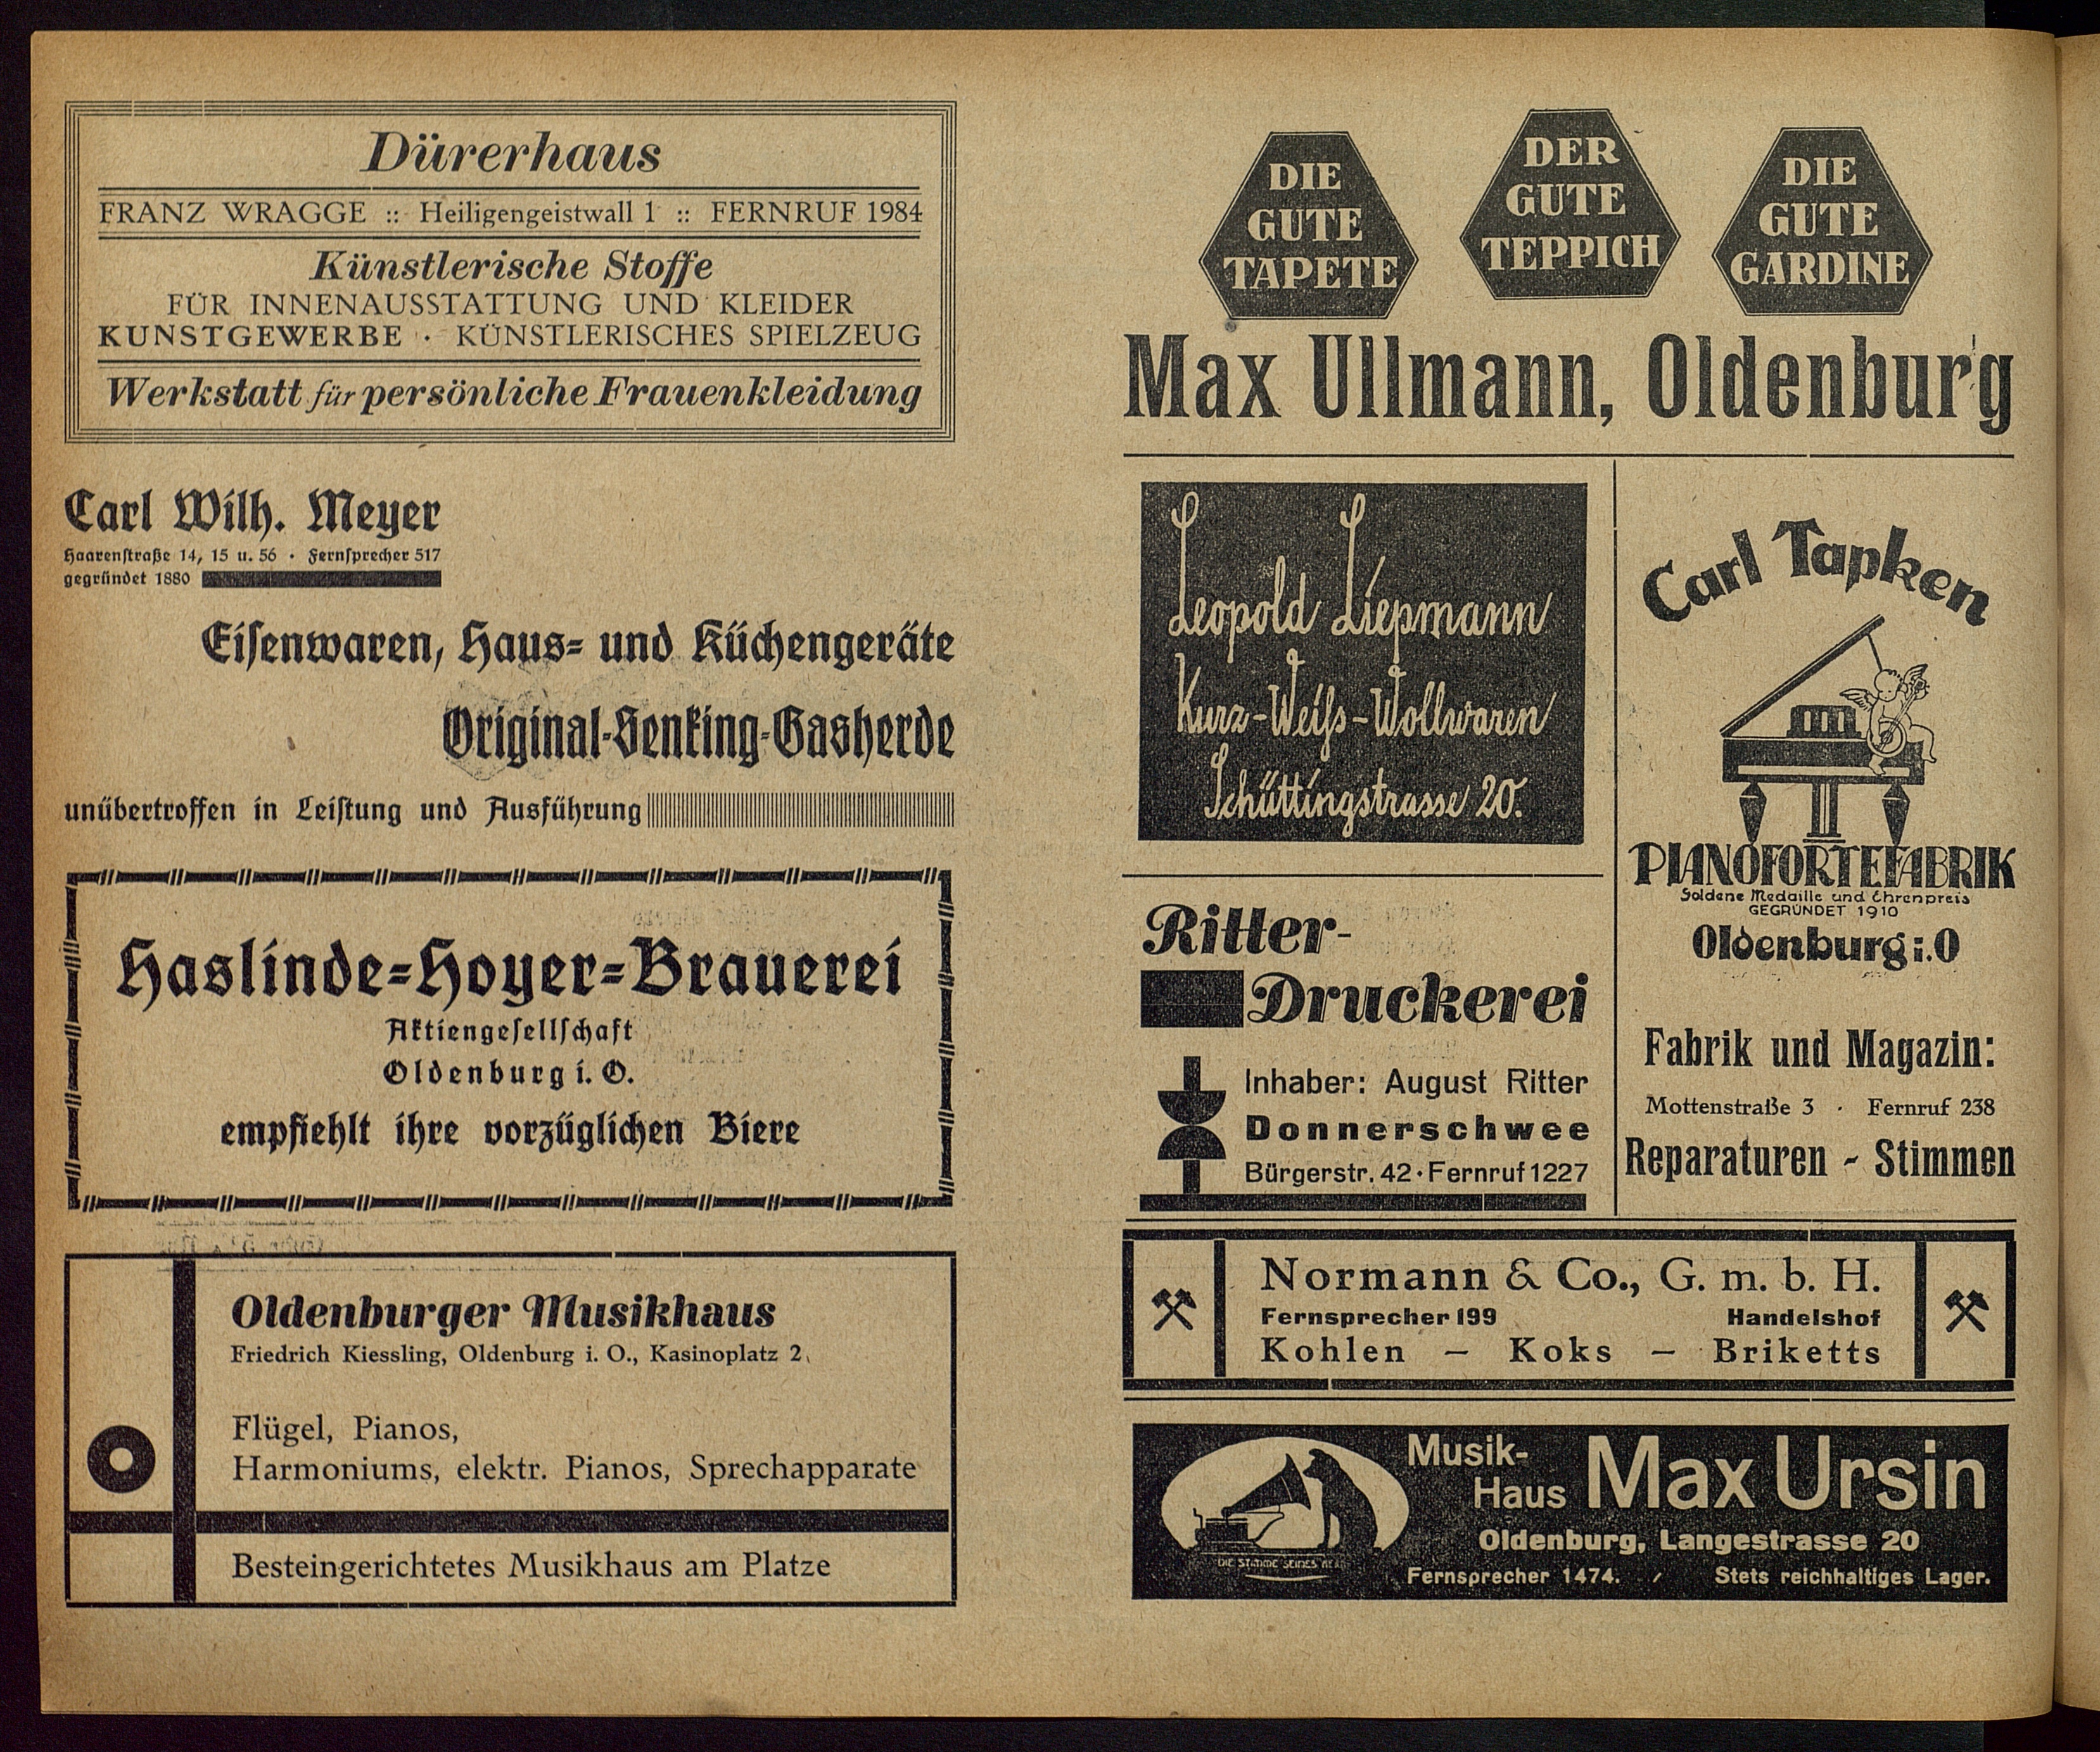 Dürerhaus
FRANZ WRAGGE :: Heiligengeistwall 1 :: FERNRUF 1984
Künstlerische Stoffe
FÜR INNENAUSSTATTUNG UND KLEIDER
KUNSTGEWERBE · KÜNSTLERISCHES SPIELZEUG
Werkstatt für persönliche Frauenkleidung
Carl Wilh. Meyer
Haarenſtraße 14, 15 u. 56 · Fernſprecher 517
gegründet 1880
Eiſenwaren, Haus- und Küchengeräte
Original-Senking-Gasherde
unübertroffen in Leiſtung und Ausführung
Haslinde-Hoyer-Brauerei
Aktiengeſellſchaft
Oldenburg i. O.
empfiehlt ihre vorzüglichen Biere
Oldenburger Musikhaus
Friedrich Kiessling, Oldenburg i. O., Kasinoplatz 2
Flügel, Pianos,
Harmoniums, elektr. Pianos, Sprechapparate
Besteingerichtetes Musikhaus am Platze
DIE
GUTE
TAPETE
DER
GUTE
TEPPICH
DIE
GUTE
GARDINE
Max Ullmann, Oldenburg
Leopold Liepmann
Kurz-Weiſs-Wollwaren
Schüttingstrasse 20.
Carl Tapken
PIANOFORTEFABRIK
Goldene Medaille und Ehrenpreis
GEGRÜNDET 1910
Oldenburg i.O
Fabrik und Magazin:
Mottenstraße 3 · Fernruf 238
Reparaturen - Stimmen
Ritter-
Druckerei
Inhaber: August Ritter
Donnerschwee
Bürgerstr. 42 · Fernruf 1227
Normann & Co., G. m. b. H.
Fernsprecher 199 Handelshof
Kohlen – Koks – Briketts
Musik-
Haus Max Ursin
Oldenburg, Langestrasse 20
Fernsprecher 1474. Stets reichhaltiges Lager.
DIE STIMME SEINES